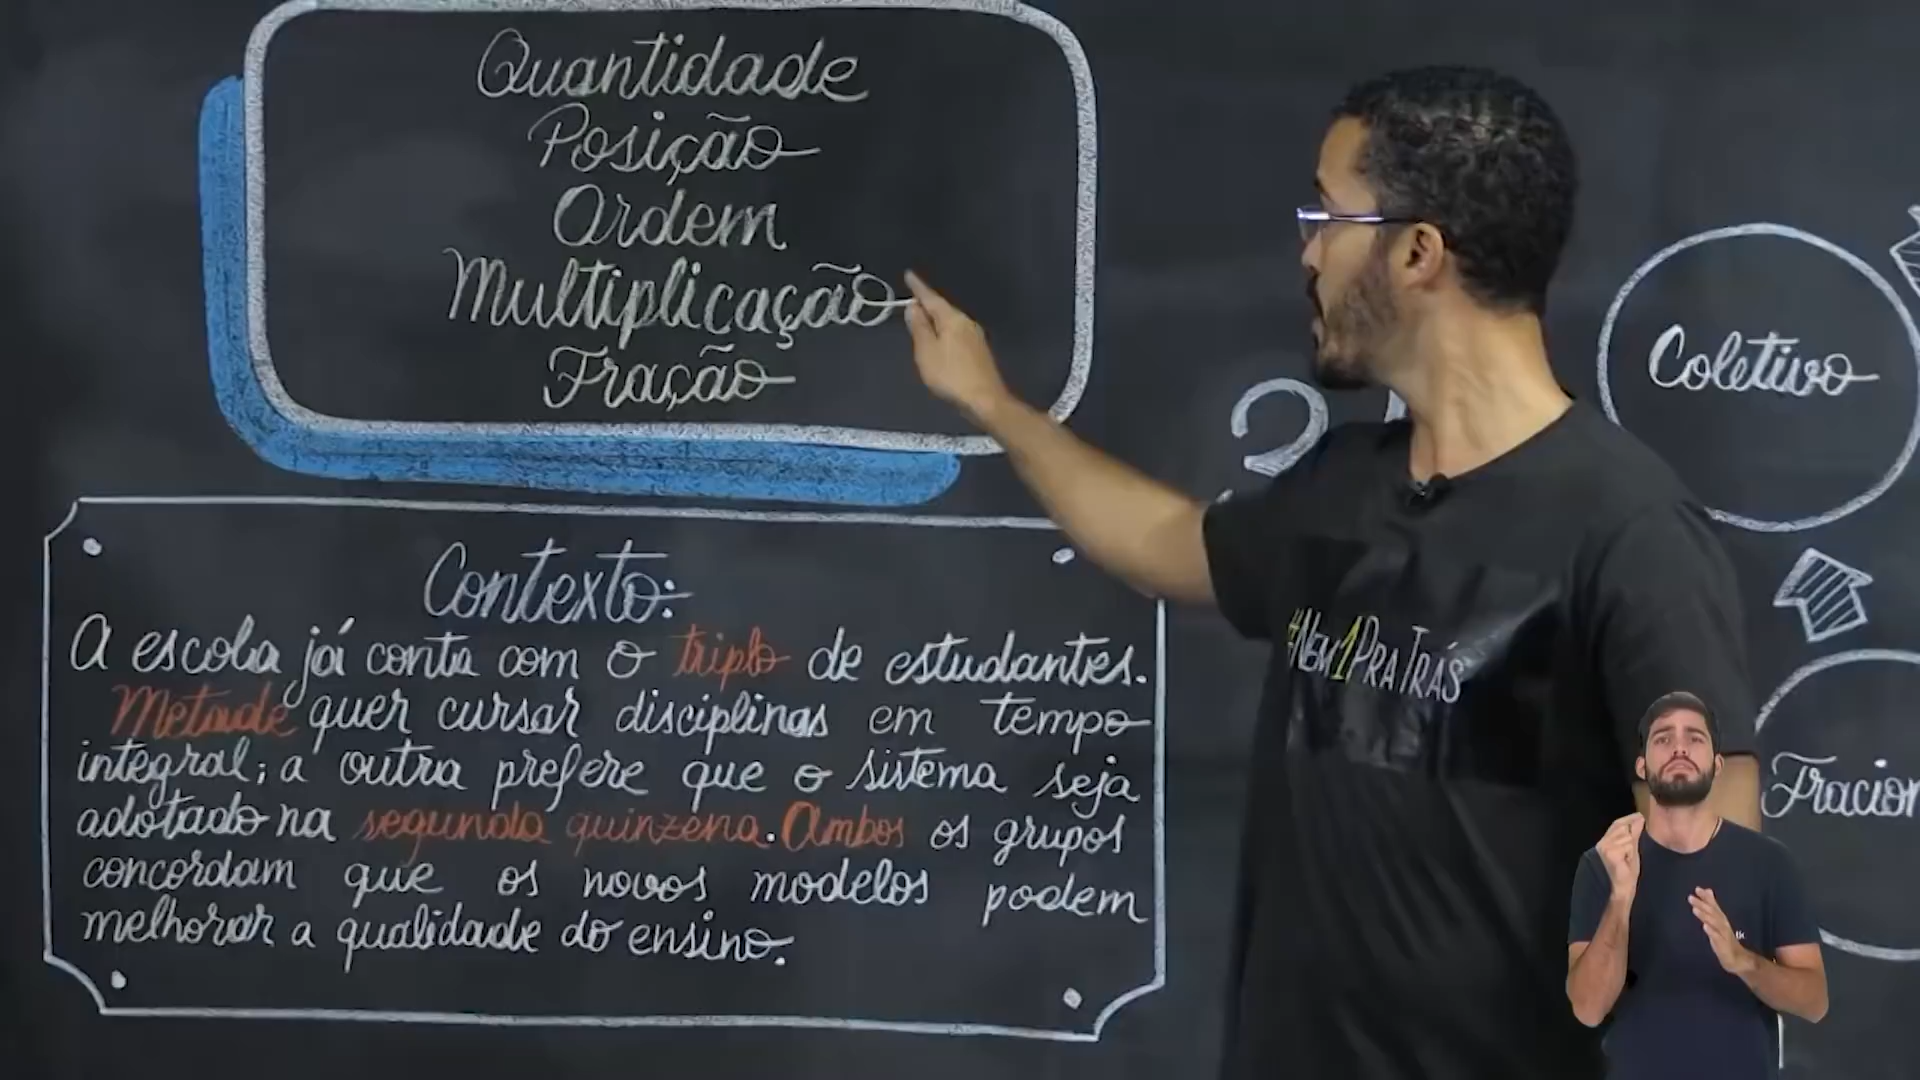 Quantidade
Posição
Ordem
Multiplicação
Fração
Contexto:
A escola já conta com o triplo de estudantes.
Metade quer cursar disciplinas em tempo
integral; a outra prefere que o sistema seja
adotado na segunda quinzena. Ambos os grupos
concordam que os novos modelos podem
melhorar a qualidade do ensino.
2
Coletivo
#NEM1PRATRÁS
Fracion